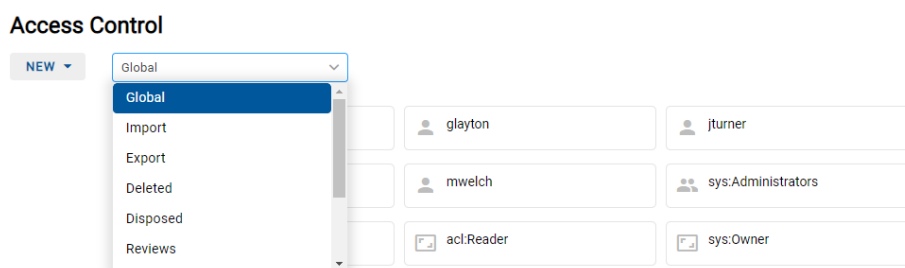 Access Control
NEW
Global
Global
Import
Export
Deleted
Disposed
Reviews
glayton
jturner
mwelch
sys:Administrators
acl:Reader
sys:Owner